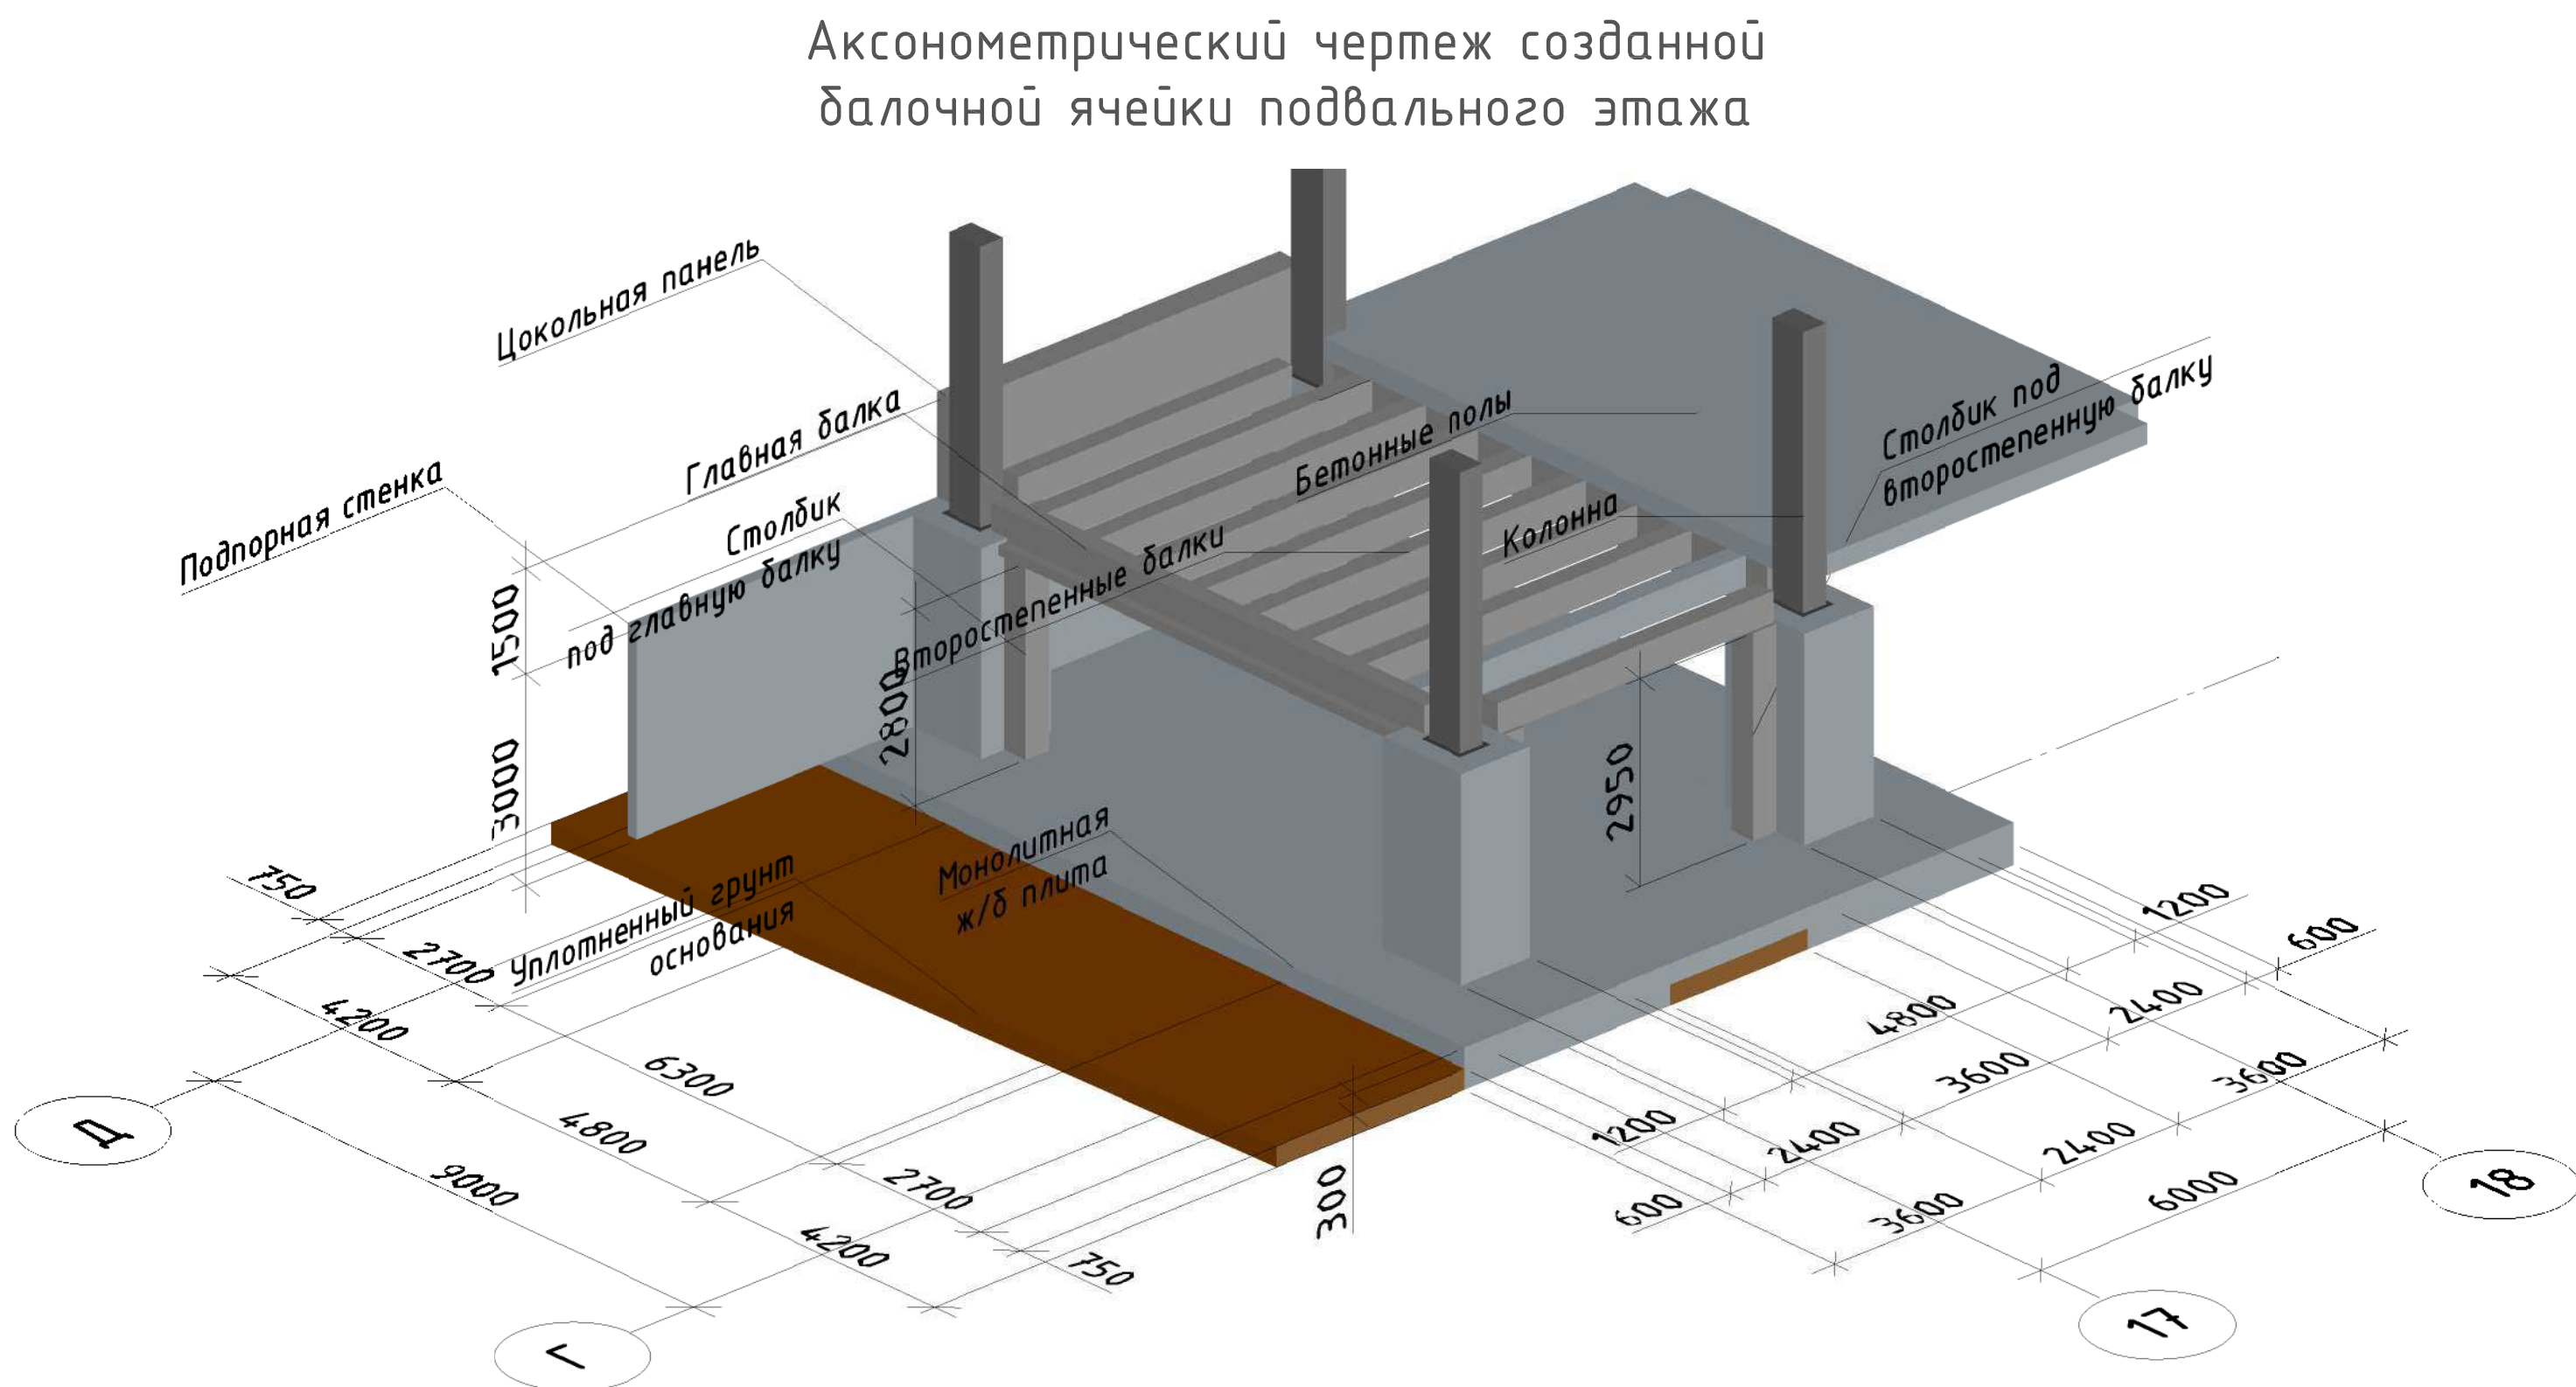 Аксонометрический чертеж созданной
балочной ячейки подвального этажа
Цокольная панель
Главная балка
Подпорная стенка
Столбик
под главную балку
Второстепенные балки
Бетонные полы
Колонна
Столбик под
второстепенную балку
Монолитная
ж/б плита
Уплотненный грунт
основания
1500
3000
2800
2950
300
750
2700
6300
2700
750
4200
4800
4200
9000
1200
4800
1200
600
2400
3600
2400
600
3600
2400
3600
6000
Д
Г
17
18